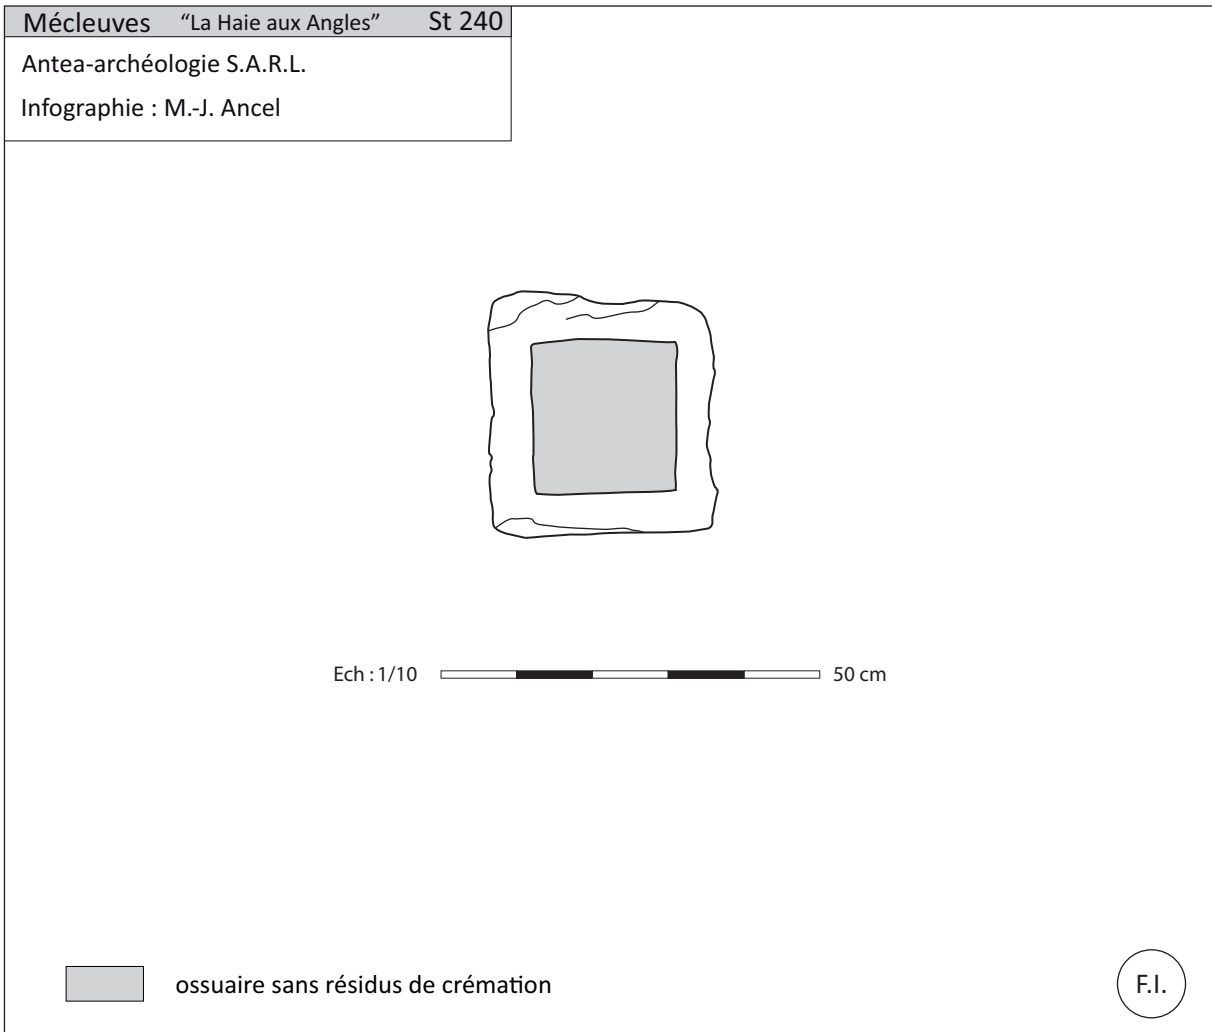 Mécleuves “La Haie aux Angles” St 240
Antea-archéologie S.A.R.L.
Infographie : M.-J. Ancel
Ech : 1/10 50 cm
ossuaire sans résidus de crémation
F.I.